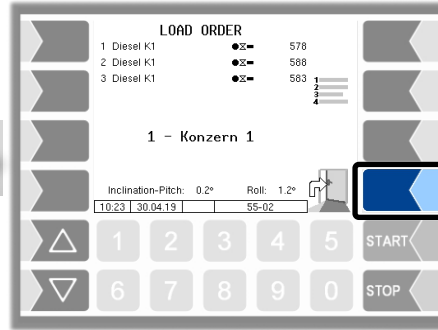 LOAD ORDER
1 Diesel K1 ●⧖▬ 578
2 Diesel K1 ●⧖▬ 588
3 Diesel K1 ●⧖▬ 583
1
2
3
4
1 - Konzern 1
Inclination-Pitch: 0.2° Roll: 1.2°
10:23 30.04.19 55-02
1 2 3 4 5 START
6 7 8 9 0 STOP